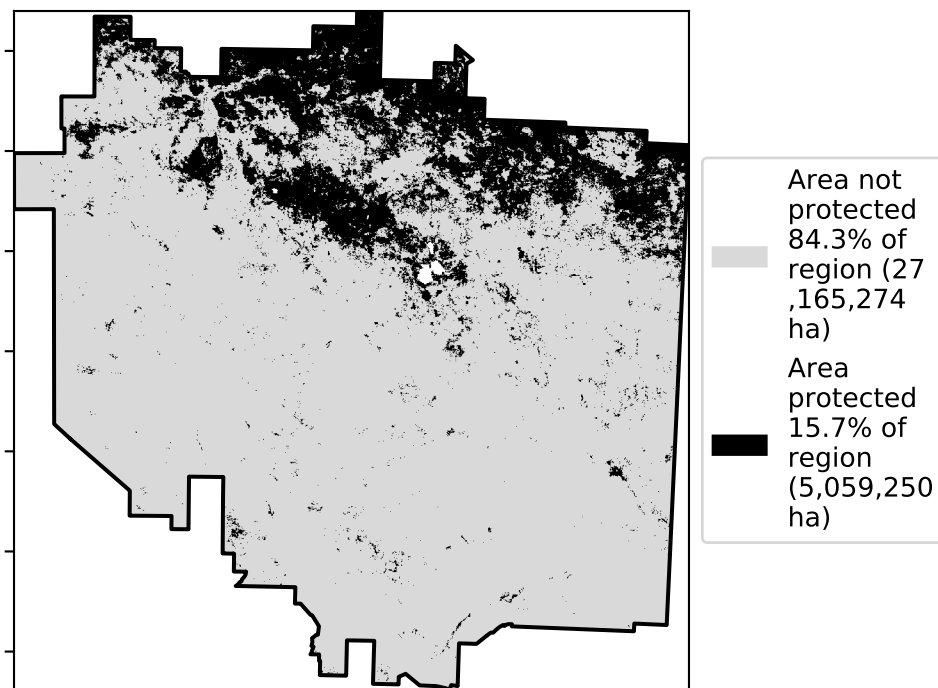 Area not
protected
84.3% of
region (27
,165,274
ha)
Area
protected
15.7% of
region
(5,059,250
ha)